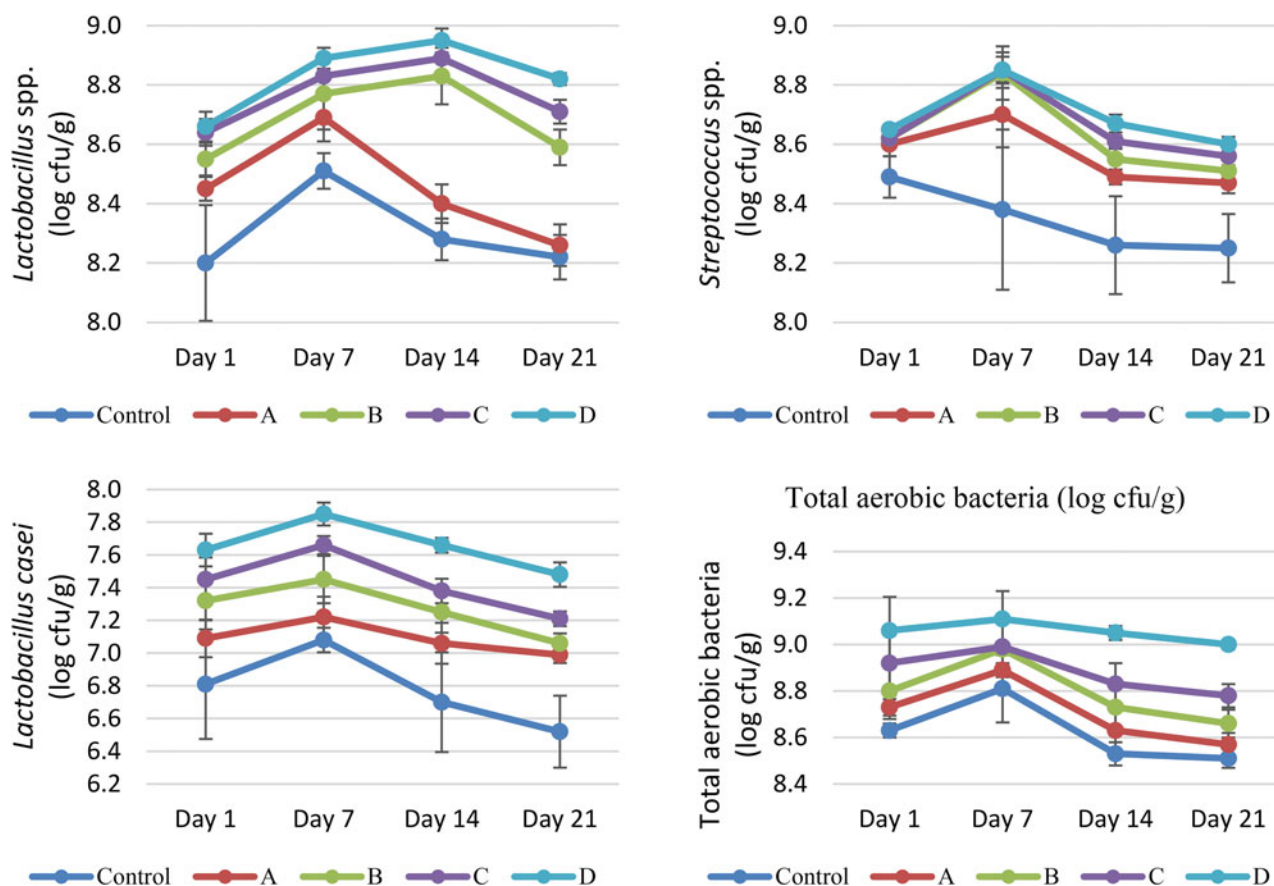 Lactobacillus spp.
(log cfu/g)
9.0
8.8
8.6
8.4
8.2
8.0
Day 1 Day 7 Day 14 Day 21
Control A B C D
Streptococcus spp.
(log cfu/g)
9.0
8.8
8.6
8.4
8.2
8.0
Day 1 Day 7 Day 14 Day 21
Control A B C D
Lactobacillus casei
(log cfu/g)
8.0
7.8
7.6
7.4
7.2
7.0
6.8
6.6
6.4
6.2
Day 1 Day 7 Day 14 Day 21
Control A B C D
Total aerobic bacteria (log cfu/g)
Total aerobic bacteria
(log cfu/g)
9.4
9.2
9.0
8.8
8.6
8.4
Day 1 Day 7 Day 14 Day 21
Control A B C D